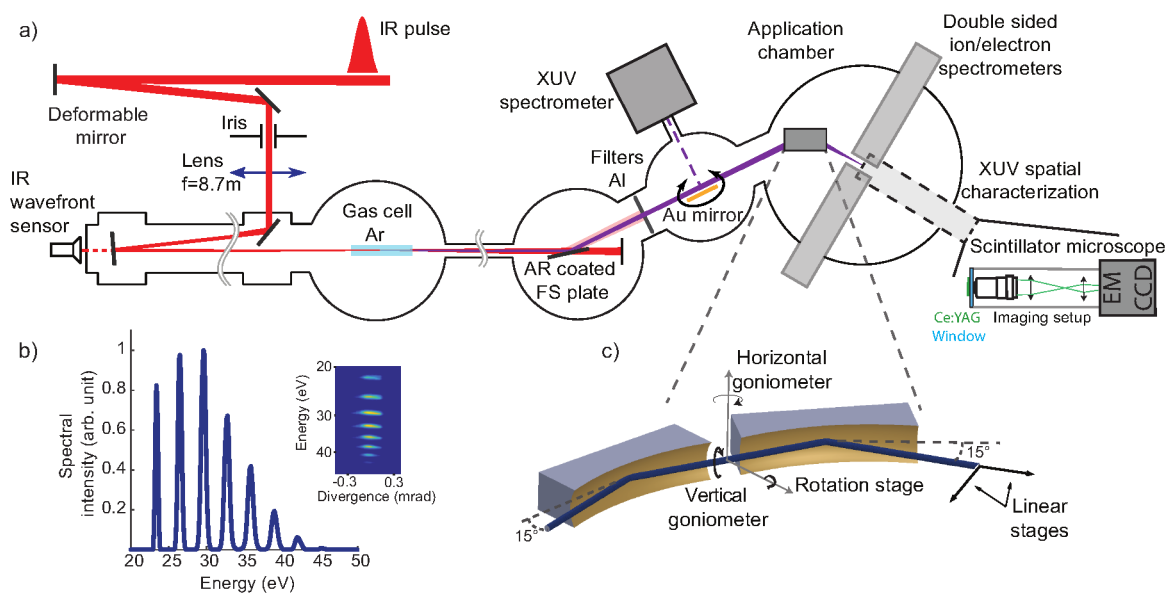 a)
IR pulse
Deformable
mirror
Iris
Lens
f=8.7m
IR
wavefront
sensor
Gas cell
Ar
AR coated
FS plate
Filters
Al
XUV
spectrometer
Au mirror
Application
chamber
Double sided
ion/electron
spectrometers
XUV spatial
characterization
Scintillator microscope
EM
CCD
Ce:YAG
Window
Imaging setup
b)
Spectral
intensity (arb. unit)
1
0.8
0.6
0.4
0.2
20
25
30
35
40
45
50
Energy (eV)
Energy (eV)
20
30
40
-0.3
0.3
Divergence (mrad)
c)
Horizontal
goniometer
15°
Vertical
goniometer
Rotation stage
15°
Linear
stages